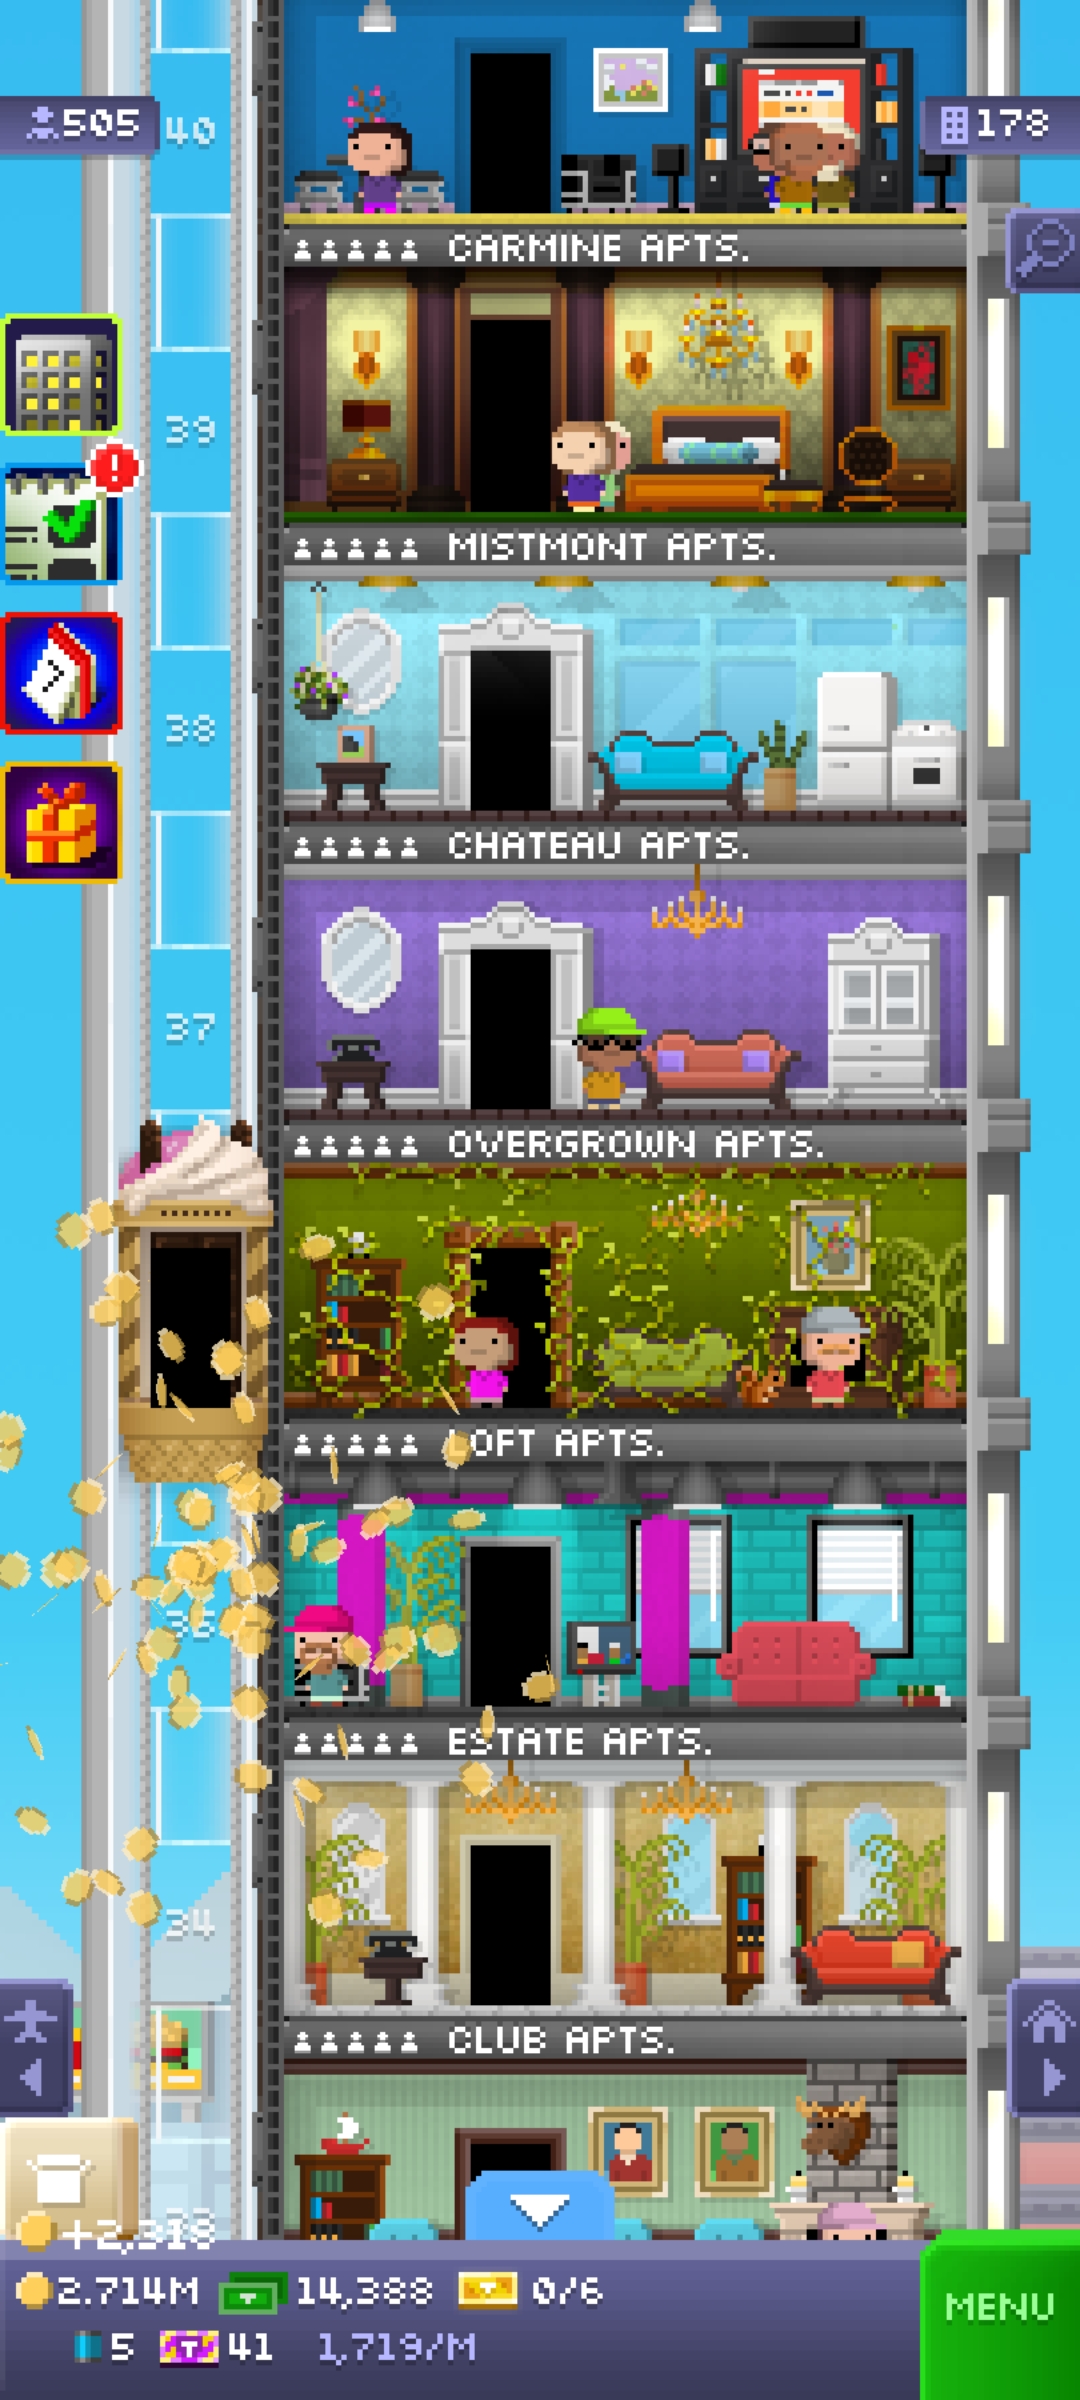 505
40
178
CARMINE APTS.
39
MISTMONT APTS.
38
CHATEAU APTS.
37
OVERGROWN APTS.
LOFT APTS.
ESTATE APTS.
34
CLUB APTS.
+2,318
2.714M 14,388 0/6
MENU
5 41 1,719/M